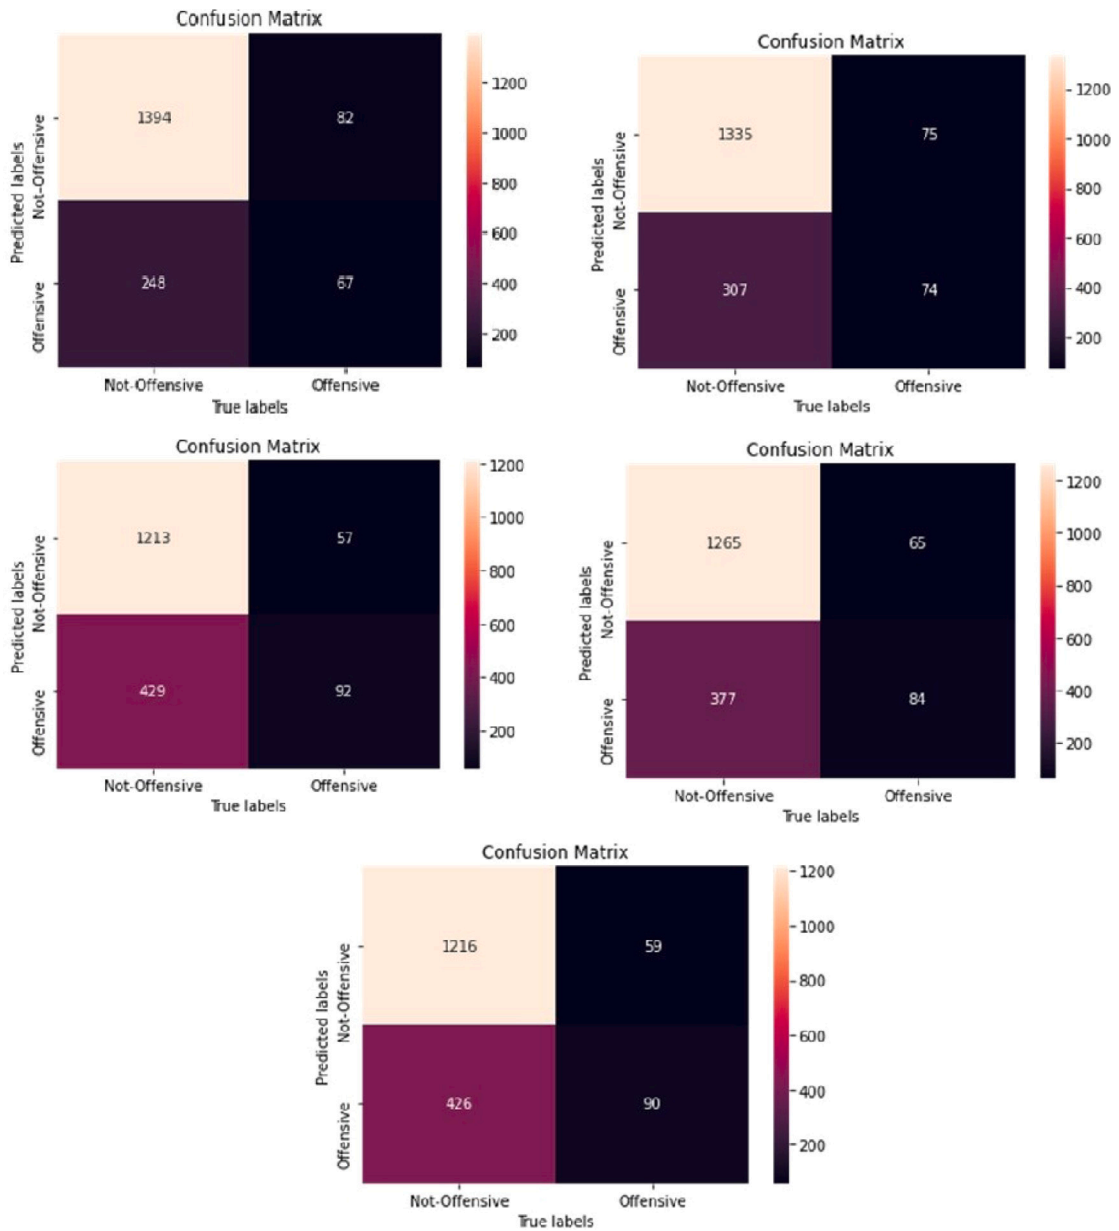 Confusion Matrix
1200
1000
800
600
400
200
Predicted labels
Not-Offensive
Offensive
1394 82
248 67
Not-Offensive Offensive
True labels
Confusion Matrix
1200
1000
800
600
400
200
Predicted labels
Not-Offensive
Offensive
1335 75
307 74
Not-Offensive Offensive
True labels
Confusion Matrix
1200
1000
800
600
400
200
Predicted labels
Not-Offensive
Offensive
1213 57
429 92
Not-Offensive Offensive
True labels
Confusion Matrix
1200
1000
800
600
400
200
Predicted labels
Not-Offensive
Offensive
1265 65
377 84
Not-Offensive Offensive
True labels
Confusion Matrix
1200
1000
800
600
400
200
Predicted labels
Not-Offensive
Offensive
1216 59
426 90
Not-Offensive Offensive
True labels